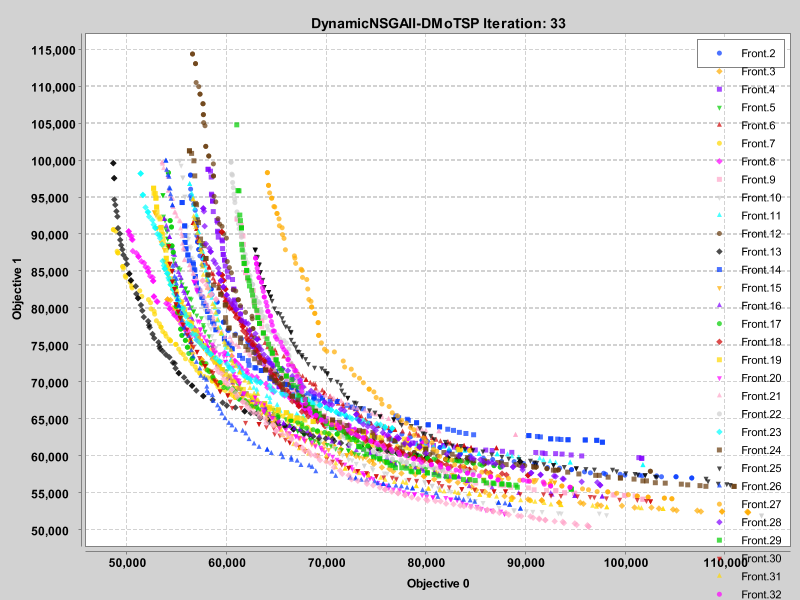 DynamicNSGAII-DMoTSP Iteration: 33
Objective 1
115,000
110,000
105,000
100,000
95,000
90,000
85,000
80,000
75,000
70,000
65,000
60,000
55,000
50,000
50,000
60,000
70,000
80,000
90,000
100,000
110,000
Objective 0
Front.2
Front.3
Front.4
Front.5
Front.6
Front.7
Front.8
Front.9
Front.10
Front.11
Front.12
Front.13
Front.14
Front.15
Front.16
Front.17
Front.18
Front.19
Front.20
Front.21
Front.22
Front.23
Front.24
Front.25
Front.26
Front.27
Front.28
Front.29
Front.30
Front.31
Front.32